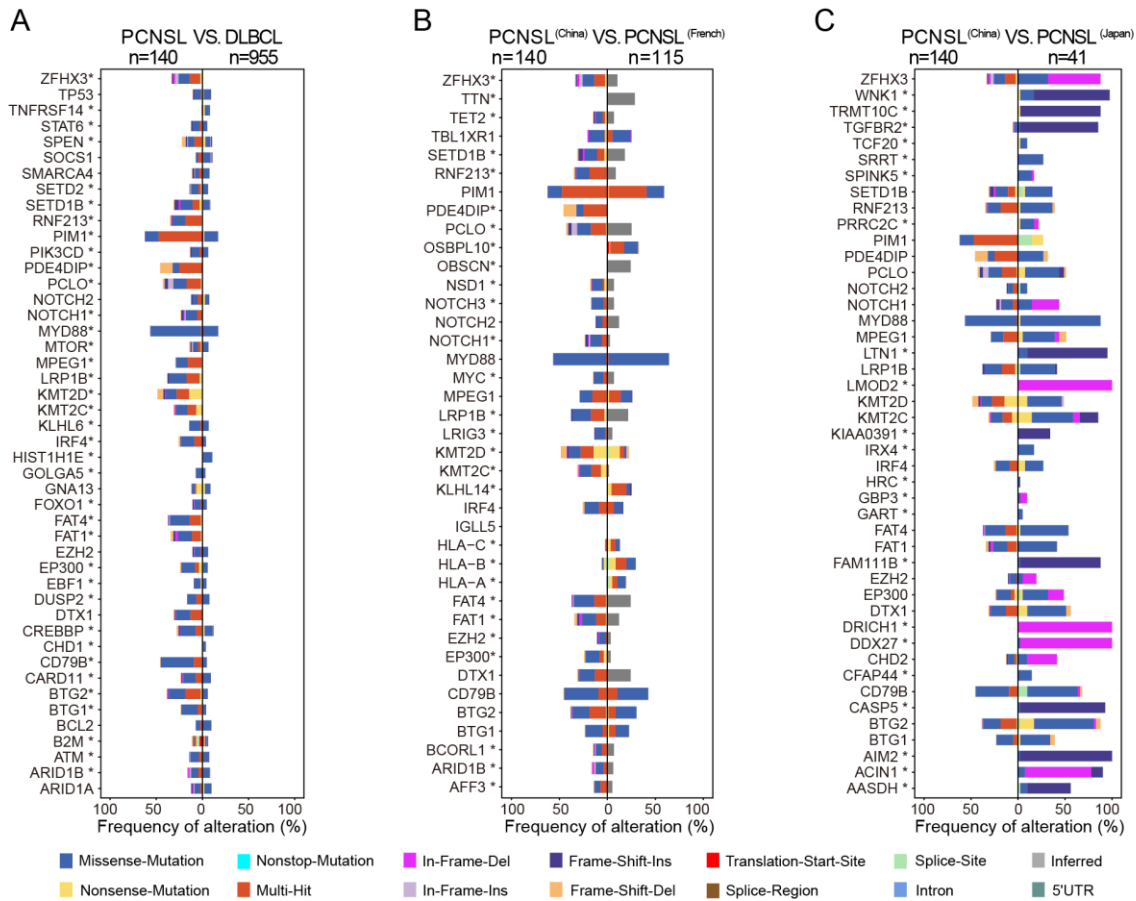 A
PCNSL VS. DLBCL
n=140 n=955
ZFHX3*
TP53
TNFRSF14 *
STAT6 *
SPEN *
SOCS1
SMARCA4
SETD2 *
SETD1B *
RNF213*
PIM1*
PIK3CD *
PDE4DIP*
PCLO*
NOTCH2
NOTCH1*
MYD88*
MTOR*
MPEG1*
LRP1B*
KMT2D*
KMT2C*
KLHL6 *
IRF4*
HIST1H1E *
GOLGA5 *
GNA13
FOXO1 *
FAT4*
FAT1*
EZH2
EP300 *
EBF1 *
DUSP2 *
DTX1
CREBBP *
CHD1 *
CD79B*
CARD11 *
BTG2*
BTG1*
BCL2
B2M *
ATM *
ARID1B *
ARID1A
100 50 0 50 100
Frequency of alteration (%)
B
PCNSL (China) VS. PCNSL (French)
n=140 n=115
ZFHX3*
TTN*
TET2 *
TBL1XR1
SETD1B *
RNF213*
PIM1
PDE4DIP*
PCLO *
OSBPL10*
OBSCN*
NSD1 *
NOTCH3 *
NOTCH2
NOTCH1*
MYD88
MYC *
MPEG1
LRP1B *
LRIG3 *
KMT2D *
KMT2C*
KLHL14 *
IRF4
IGLL5
HLA−C *
HLA−B *
HLA−A *
FAT4 *
FAT1 *
EZH2 *
EP300*
DTX1
CD79B
BTG2
BTG1
BCORL1 *
ARID1B *
AFF3 *
100 50 0 50 100
Frequency of alteration (%)
C
PCNSL (China) VS. PCNSL (Japan)
n=140 n=41
ZFHX3
WNK1 *
TRMT10C *
TGFBR2*
TCF20 *
SRRT *
SPINK5 *
SETD1B
RNF213
PRRC2C *
PIM1
PDE4DIP
PCLO
NOTCH2
NOTCH1
MYD88
MPEG1
LTN1 *
LRP1B
LMOD2 *
KMT2D
KMT2C
KIAA0391 *
IRX4 *
IRF4
HRC *
GBP3 *
GART *
FAT4
FAT1
FAM111B *
EZH2
EP300
DTX1
DRICH1 *
DDX27 *
CHD2
CFAP44 *
CD79B
CASP5 *
BTG2
BTG1
AIM2 *
ACIN1 *
AASDH *
100 50 0 50 100
Frequency of alteration (%)
Missense-Mutation Nonstop-Mutation In-Frame-Del Frame-Shift-Ins Translation-Start-Site Splice-Site Inferred
Nonsense-Mutation Multi-Hit In-Frame-Ins Frame-Shift-Del Splice-Region Intron 5'UTR